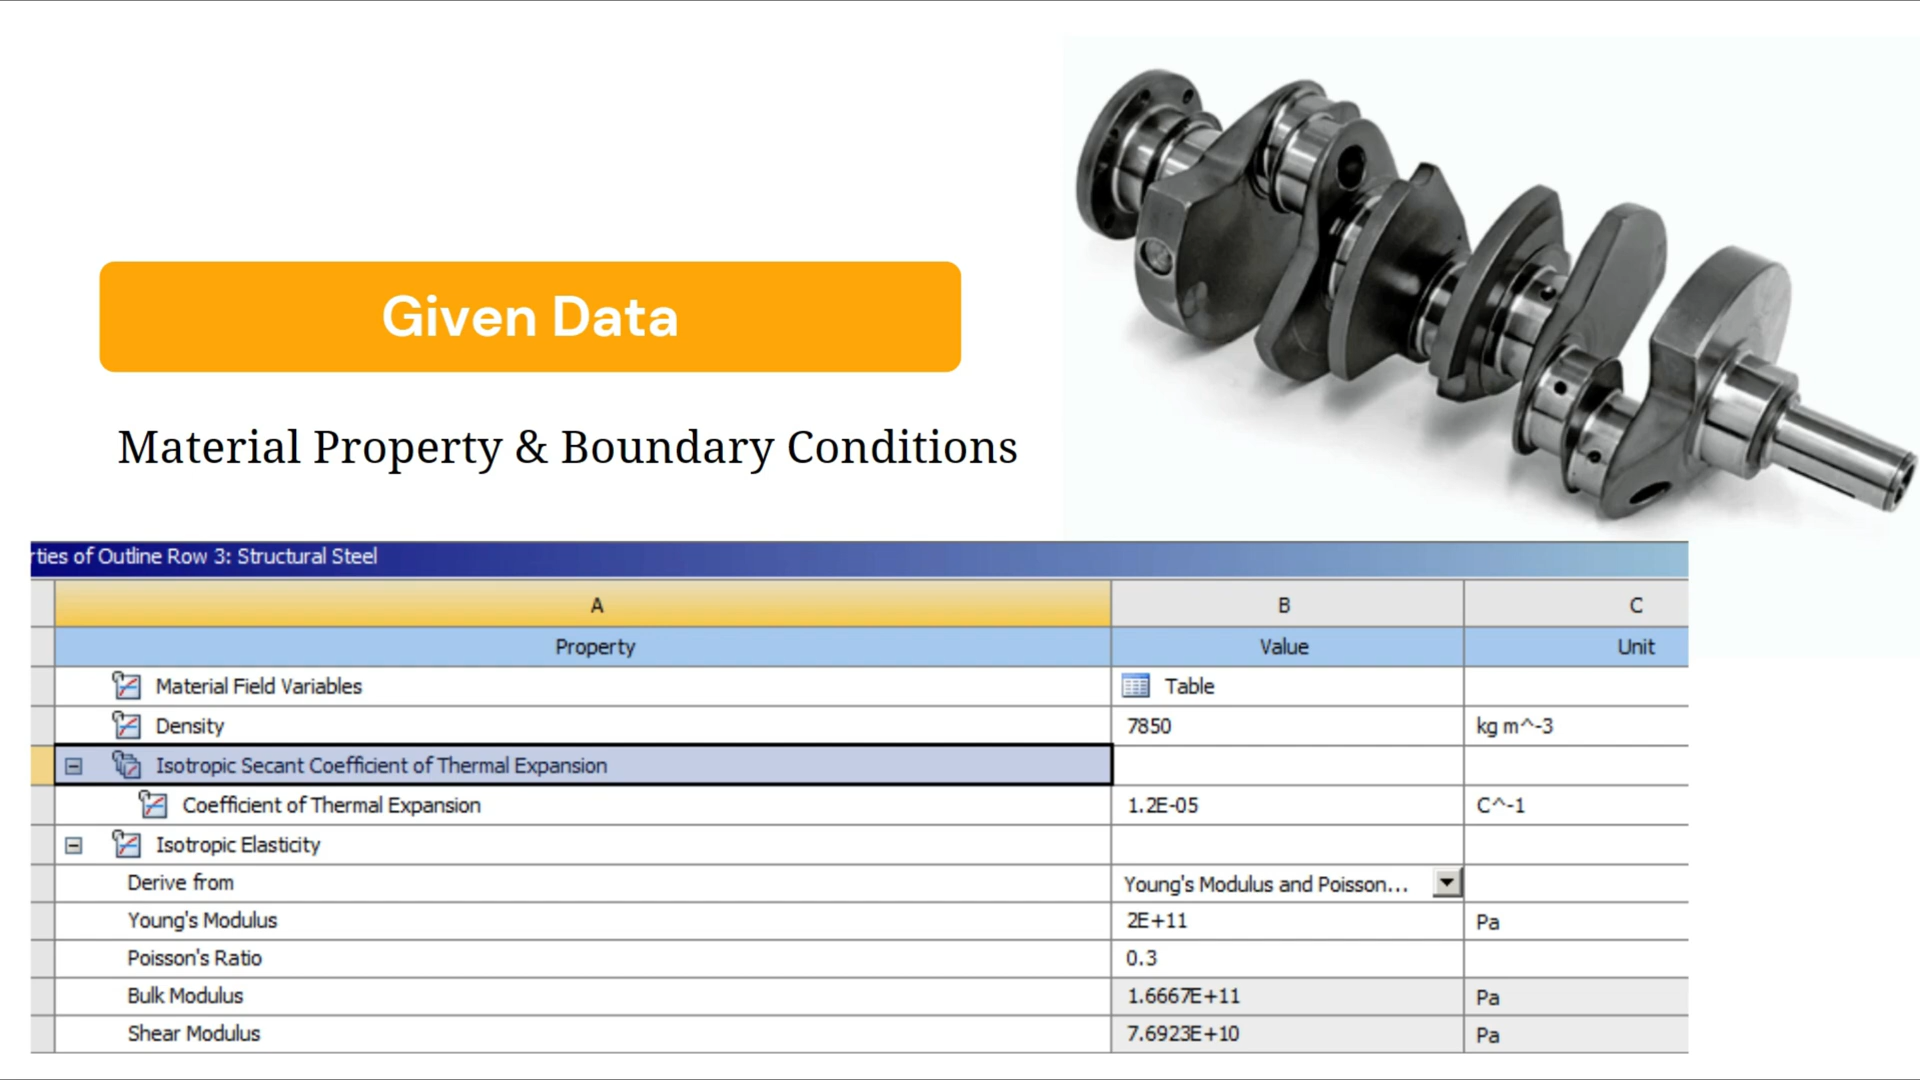 Given Data
Material Property & Boundary Conditions
rties of Outline Row 3: Structural Steel
A B C
Property Value Unit
Material Field Variables Table
Density 7850 kg m^-3
Isotropic Secant Coefficient of Thermal Expansion
Coefficient of Thermal Expansion 1.2E-05 C^-1
Isotropic Elasticity
Derive from Young's Modulus and Poisson...
Young's Modulus 2E+11 Pa
Poisson's Ratio 0.3
Bulk Modulus 1.6667E+11 Pa
Shear Modulus 7.6923E+10 Pa